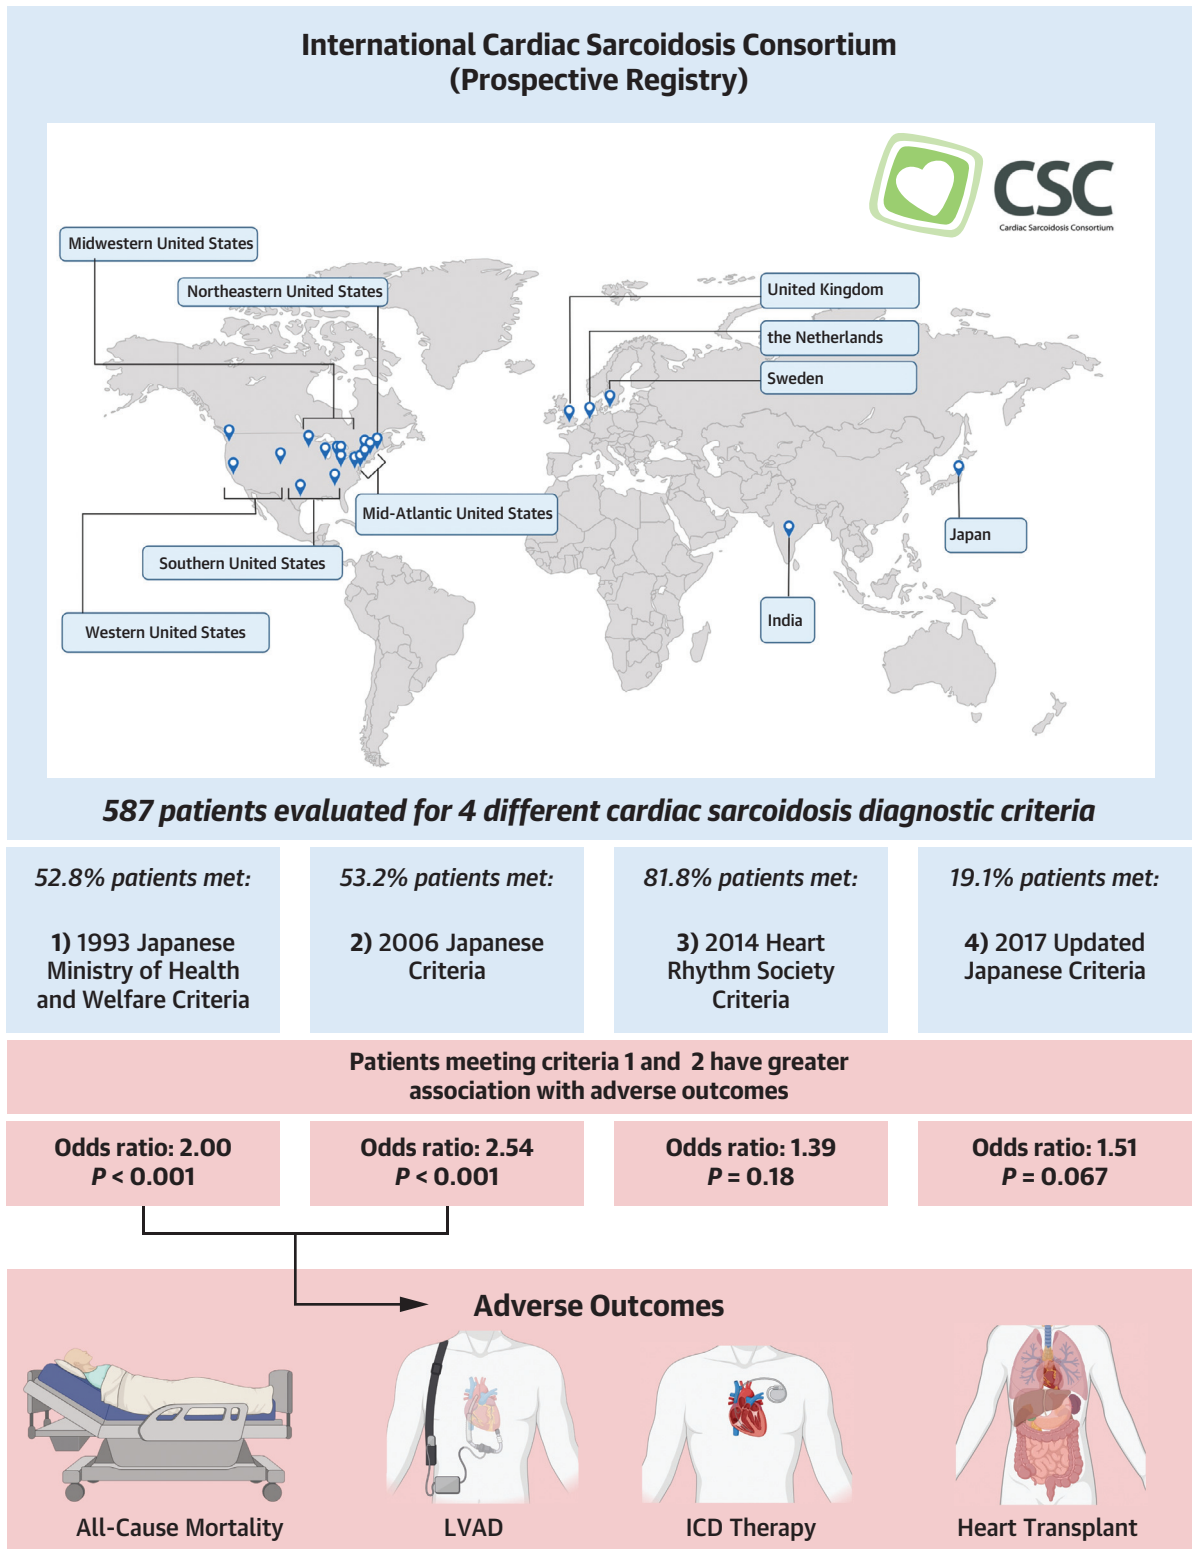 International Cardiac Sarcoidosis Consortium
(Prospective Registry)
CSC
Cardiac Sarcoidosis Consortium
Midwestern United States
Northeastern United States
United Kingdom
the Netherlands
Sweden
Mid-Atlantic United States
Japan
Southern United States
India
Western United States
587 patients evaluated for 4 different cardiac sarcoidosis diagnostic criteria
52.8% patients met:
1) 1993 Japanese
Ministry of Health
and Welfare Criteria
53.2% patients met:
2) 2006 Japanese
Criteria
81.8% patients met:
3) 2014 Heart
Rhythm Society
Criteria
19.1% patients met:
4) 2017 Updated
Japanese Criteria
Patients meeting criteria 1 and 2 have greater
association with adverse outcomes
Odds ratio: 2.00
P < 0.001
Odds ratio: 2.54
P < 0.001
Odds ratio: 1.39
P = 0.18
Odds ratio: 1.51
P = 0.067
Adverse Outcomes
All-Cause Mortality
LVAD
ICD Therapy
Heart Transplant